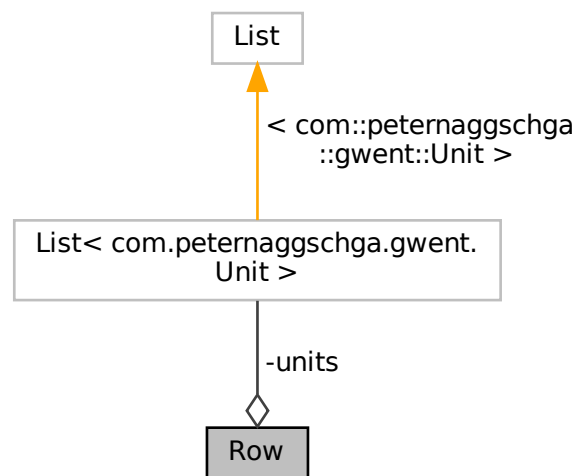 List
< com::peternaggschga
::gwent::Unit >
List< com.peternaggschga.gwent.
Unit >
-units
Row